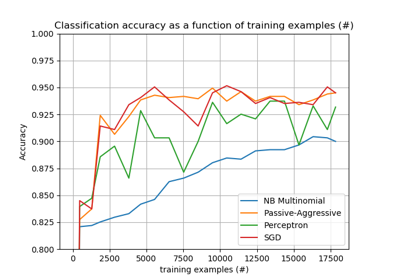 Classification accuracy as a function of training examples (#)
1.000
0.975
0.950
0.925
0.900
0.875
0.850
0.825
0.800
Accuracy
0
2500
5000
7500
10000
12500
15000
17500
training examples (#)
NB Multinomial
Passive-Aggressive
Perceptron
SGD